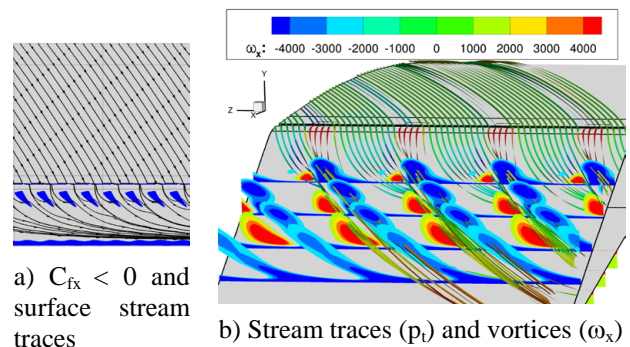 ωx: -4000 -3000 -2000 -1000 0 1000 2000 3000 4000
Y
Z
X
a) Cfx < 0 and
surface stream
traces
b) Stream traces (pt) and vortices (ωx)